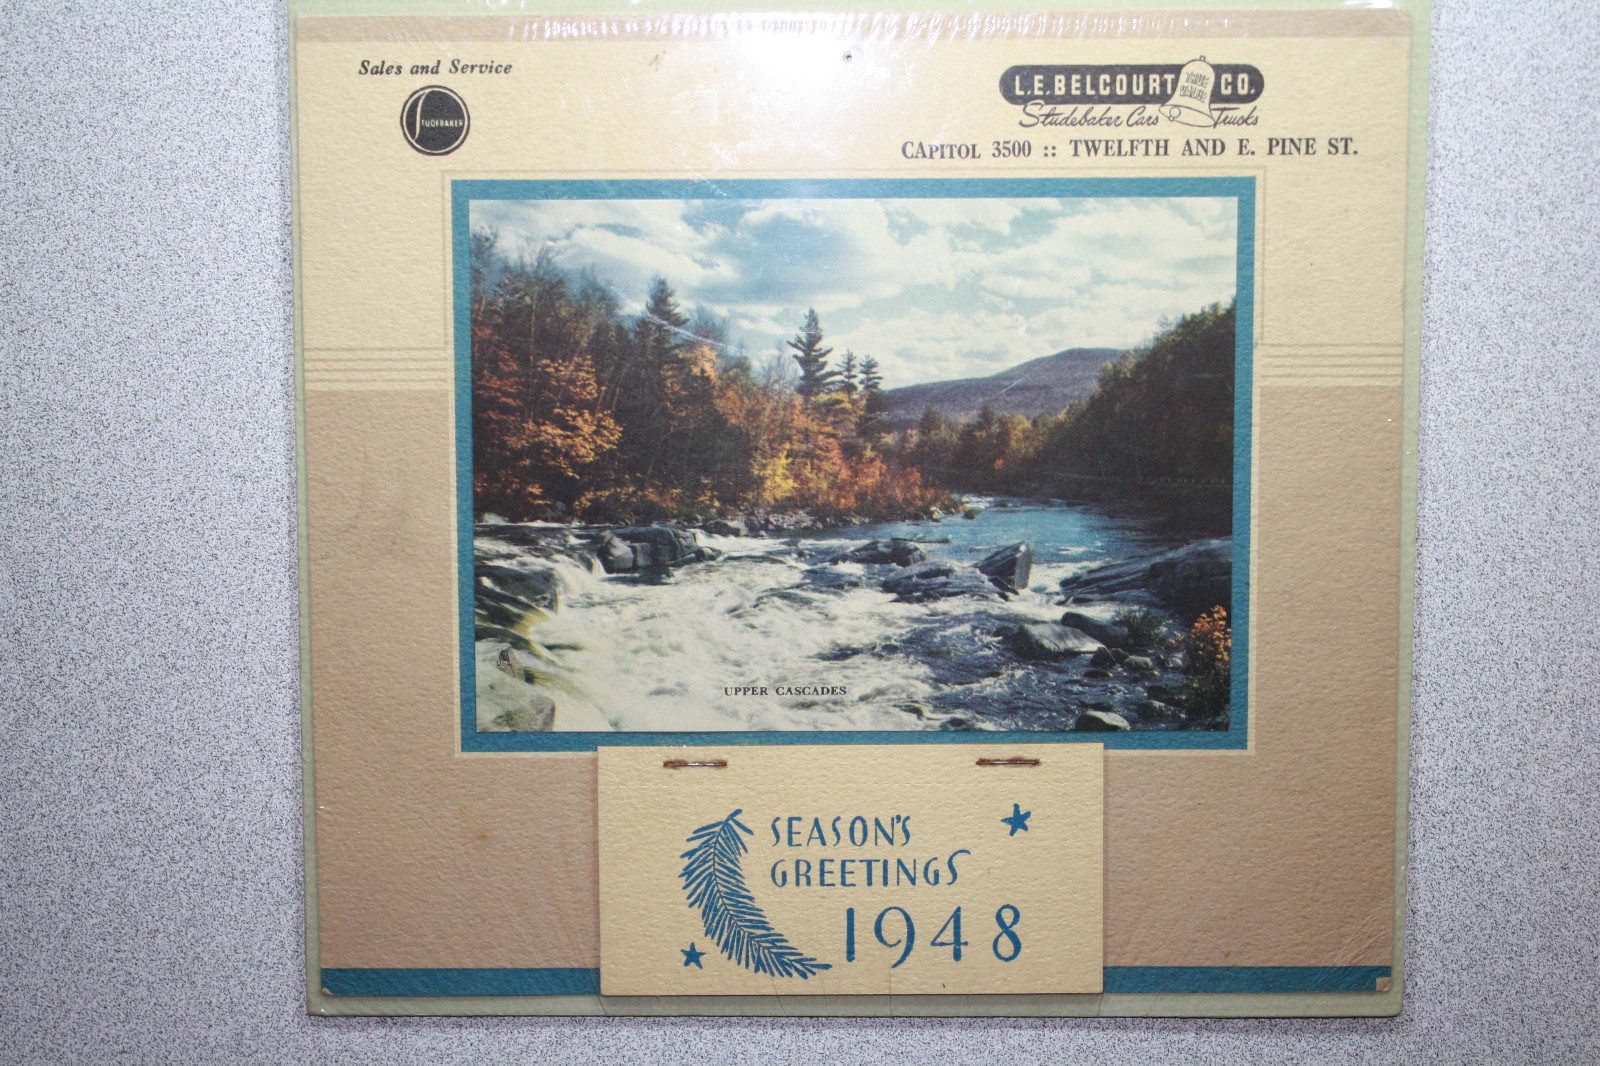 Sales and Service
STUDEBAKER
L.E. BELCOURT CO.
Studebaker Cars Trucks
CAPITOL 3500 :: TWELFTH AND E. PINE ST.
UPPER CASCADES
SEASON'S
GREETINGS
1948